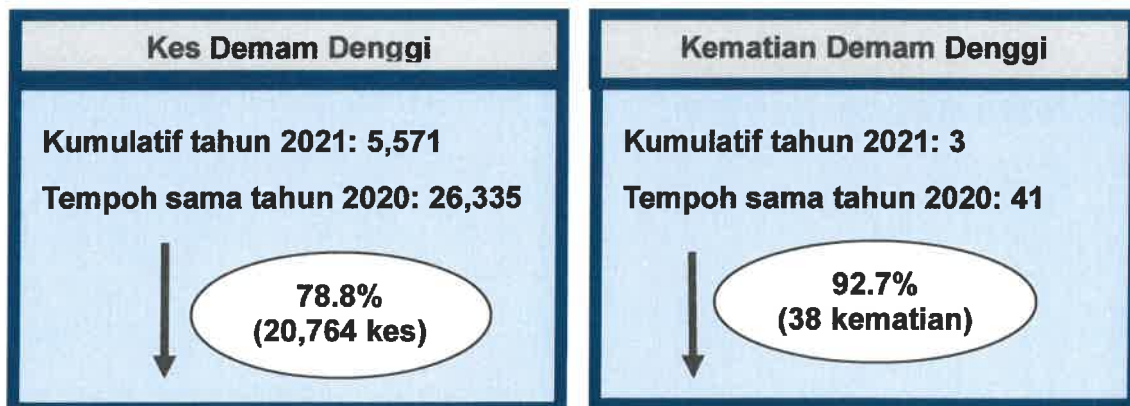 Kes Demam Denggi
Kumulatif tahun 2021: 5,571
Tempoh sama tahun 2020: 26,335
78.8%
(20,764 kes)
Kematian Demam Denggi
Kumulatif tahun 2021: 3
Tempoh sama tahun 2020: 41
92.7%
(38 kematian)